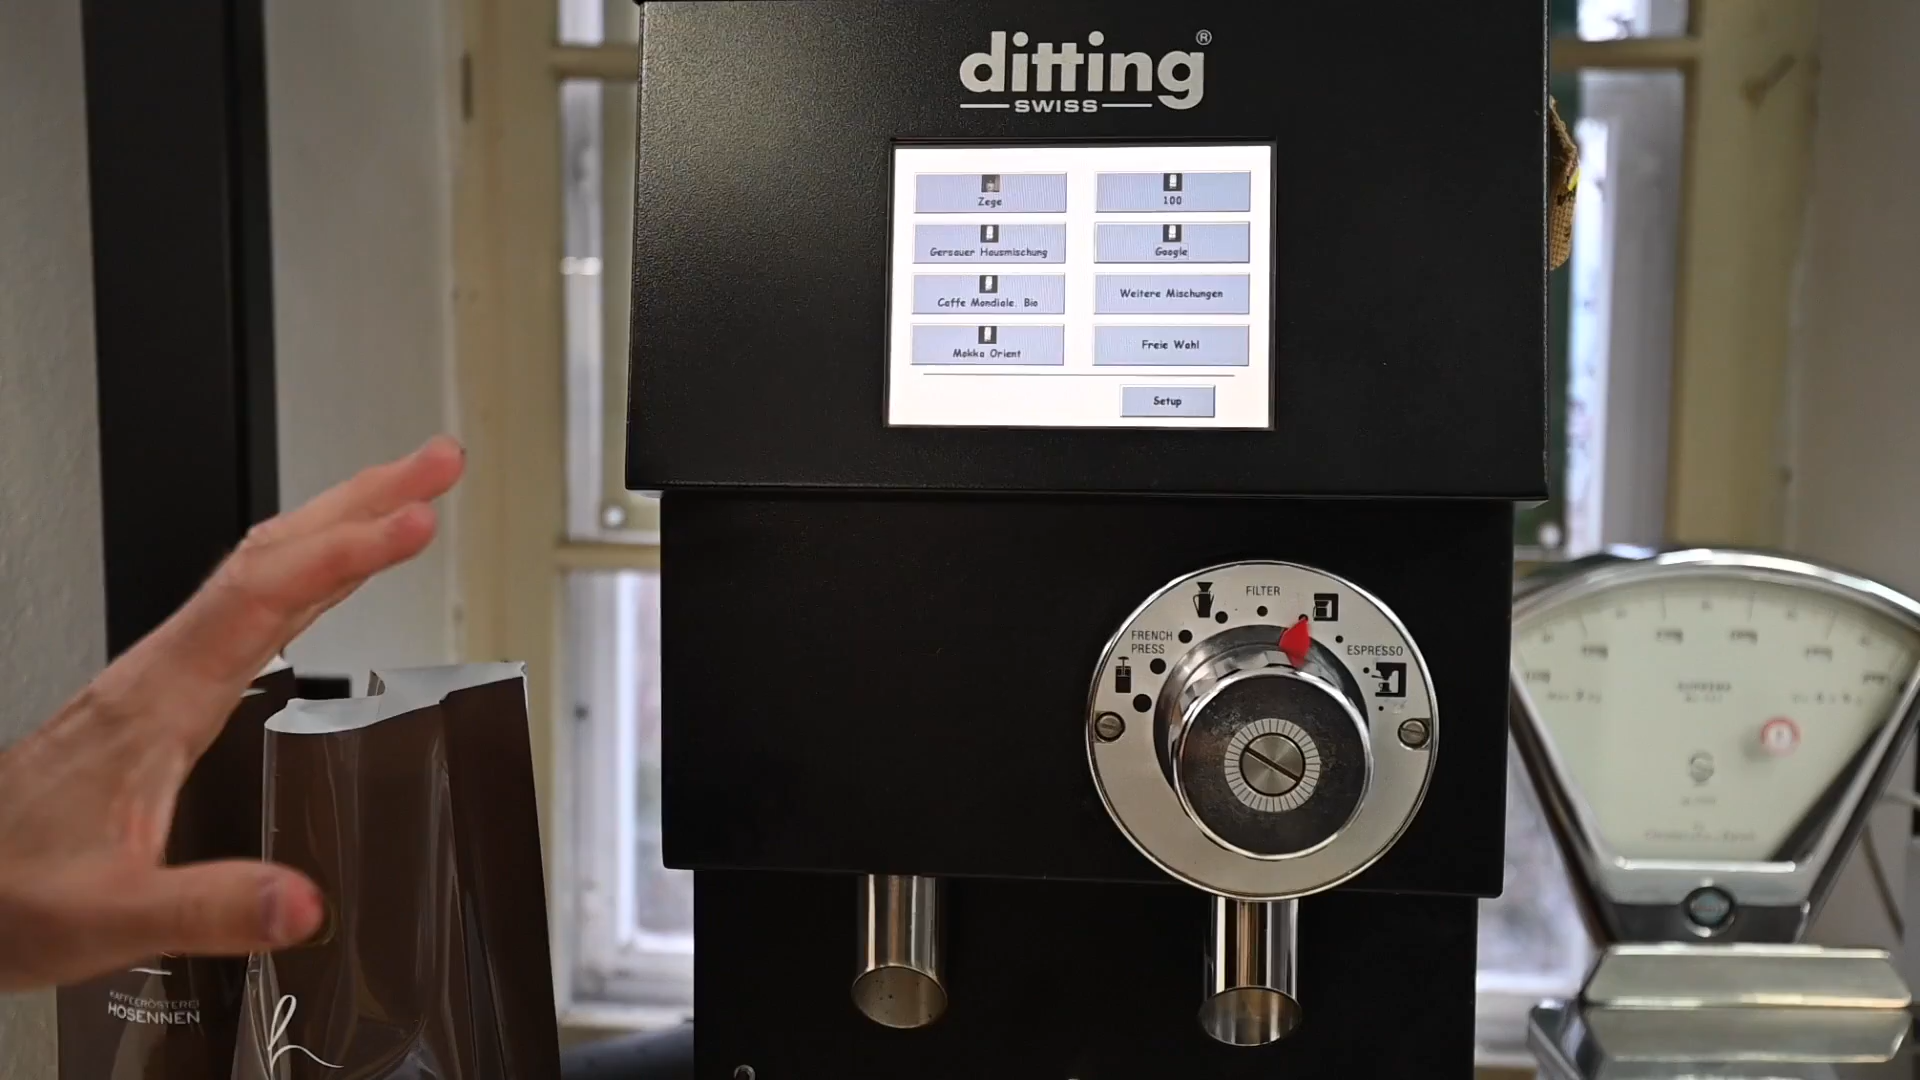 ditting®
SWISS
Zege
100
Gersauer Hausmischung
Google
Caffe Mondiale. Bio
Weitere Mischungen
Mokka Orient
Freie Wahl
Setup
FILTER
FRENCH
PRESS
ESPRESSO
KAFFEERÖSTEREI
HOSENNEN
h